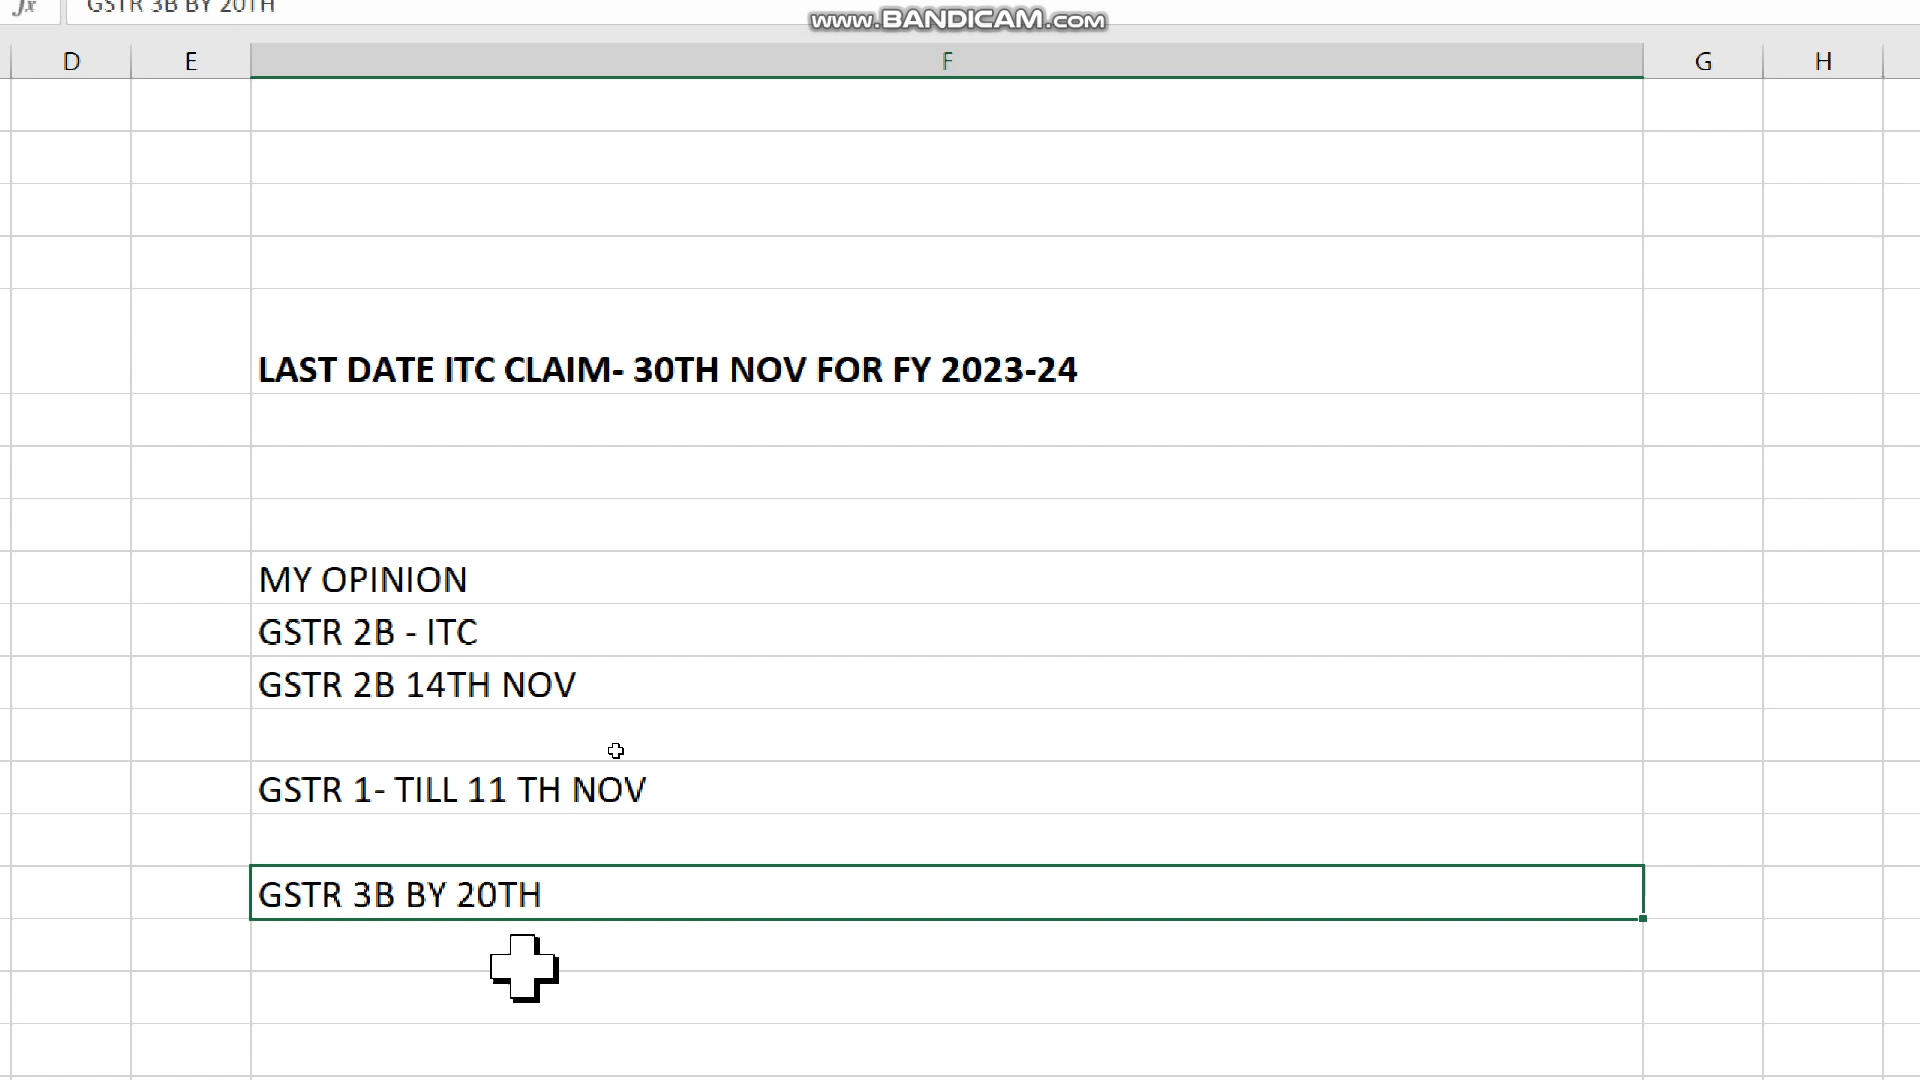 fx GSTR 3B BY 20TH
www.BANDICAM.com
D E F G H
LAST DATE ITC CLAIM- 30TH NOV FOR FY 2023-24
MY OPINION
GSTR 2B - ITC
GSTR 2B 14TH NOV
GSTR 1- TILL 11 TH NOV
GSTR 3B BY 20TH